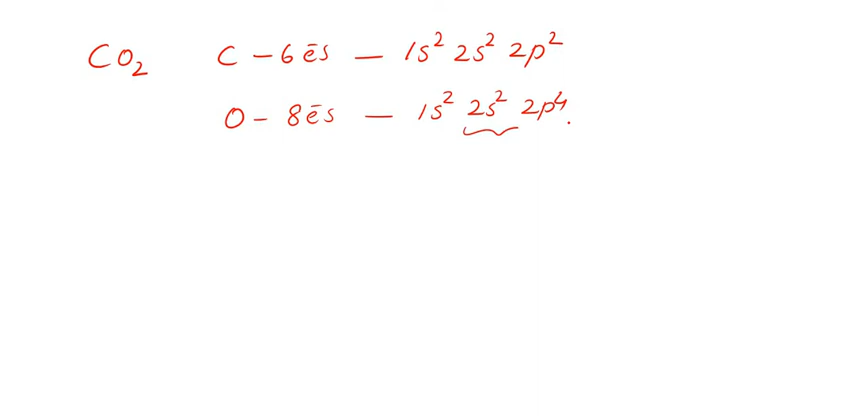 CO₂ C – 6ēs — 1s² 2s² 2p²
O – 8ēs — 1s² 2s² 2p⁴.